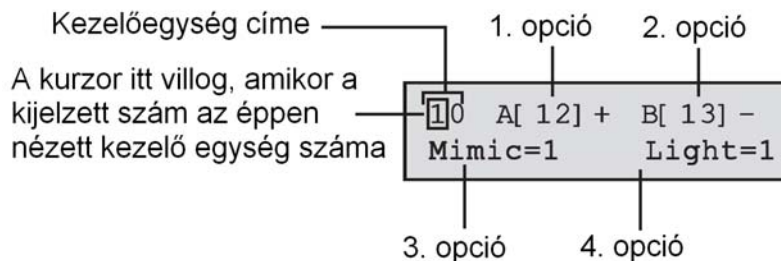 Kezelőegység címe
1. opció
2. opció
A kurzor itt villog, amikor a
kijelzett szám az éppen
nézett kezelő egység száma
10 A[ 12] + B[ 13] –
Mimic=1 Light=1
3. opció
4. opció